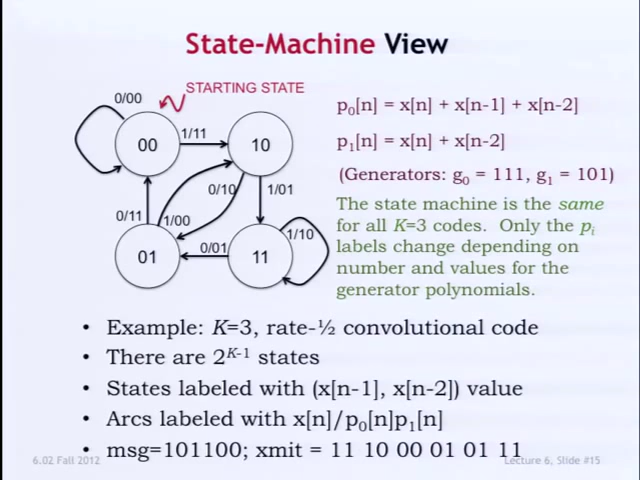 State-Machine View
STARTING STATE
0/00
1/11
00
10
0/10
1/01
0/11
1/00
1/10
0/01
01
11
p0[n] = x[n] + x[n-1] + x[n-2]
p1[n] = x[n] + x[n-2]
(Generators: g0 = 111, g1 = 101)
The state machine is the same
for all K=3 codes. Only the pi
labels change depending on
number and values for the
generator polynomials.
• Example: K=3, rate-½ convolutional code
• There are 2^K-1 states
• States labeled with (x[n-1], x[n-2]) value
• Arcs labeled with x[n]/p0[n]p1[n]
• msg=101100; xmit = 11 10 00 01 01 11
6.02 Fall 2012
Lecture 6, Slide #15